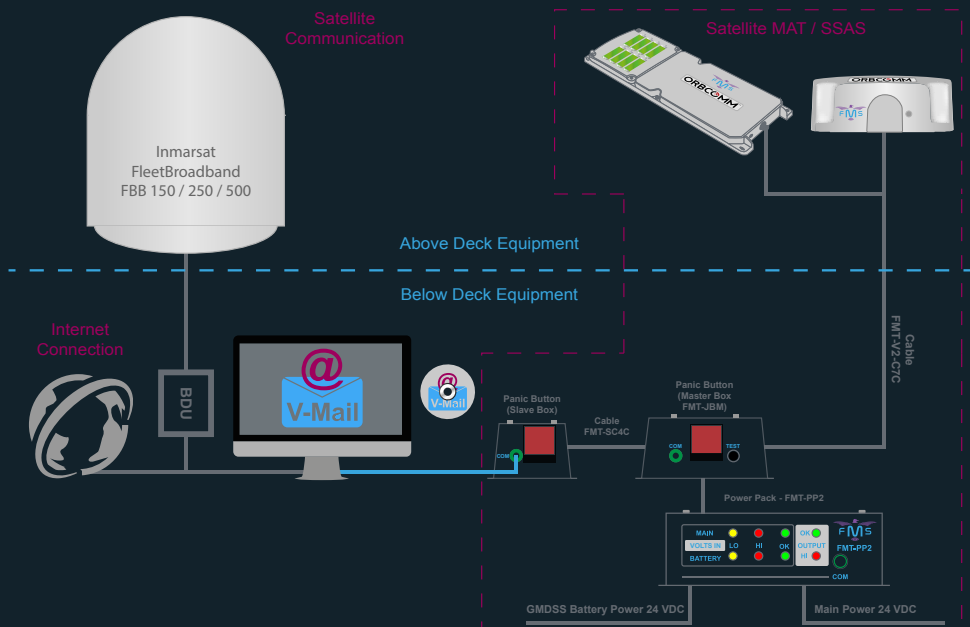 Satellite
Communication
Satellite MAT / SSAS
ORBCOMM
FMS
ORBCOMM
FMS
Inmarsat
FleetBroadband
FBB 150 / 250 / 500
Above Deck Equipment
Below Deck Equipment
Internet
Connection
BDU
@
V-Mail
@
V-Mail
Cable
FMT-V2-C7C
Panic Button
(Slave Box)
COM
Cable
FMT-SC4C
Panic Button
(Master Box
FMT-JBM)
COM
TEST
Power Pack - FMT-PP2
MAIN
VOLTS IN
LO
HI
OK
BATTERY
OK
OUTPUT
HI
FMS
FMT-PP2
COM
GMDSS Battery Power 24 VDC
Main Power 24 VDC